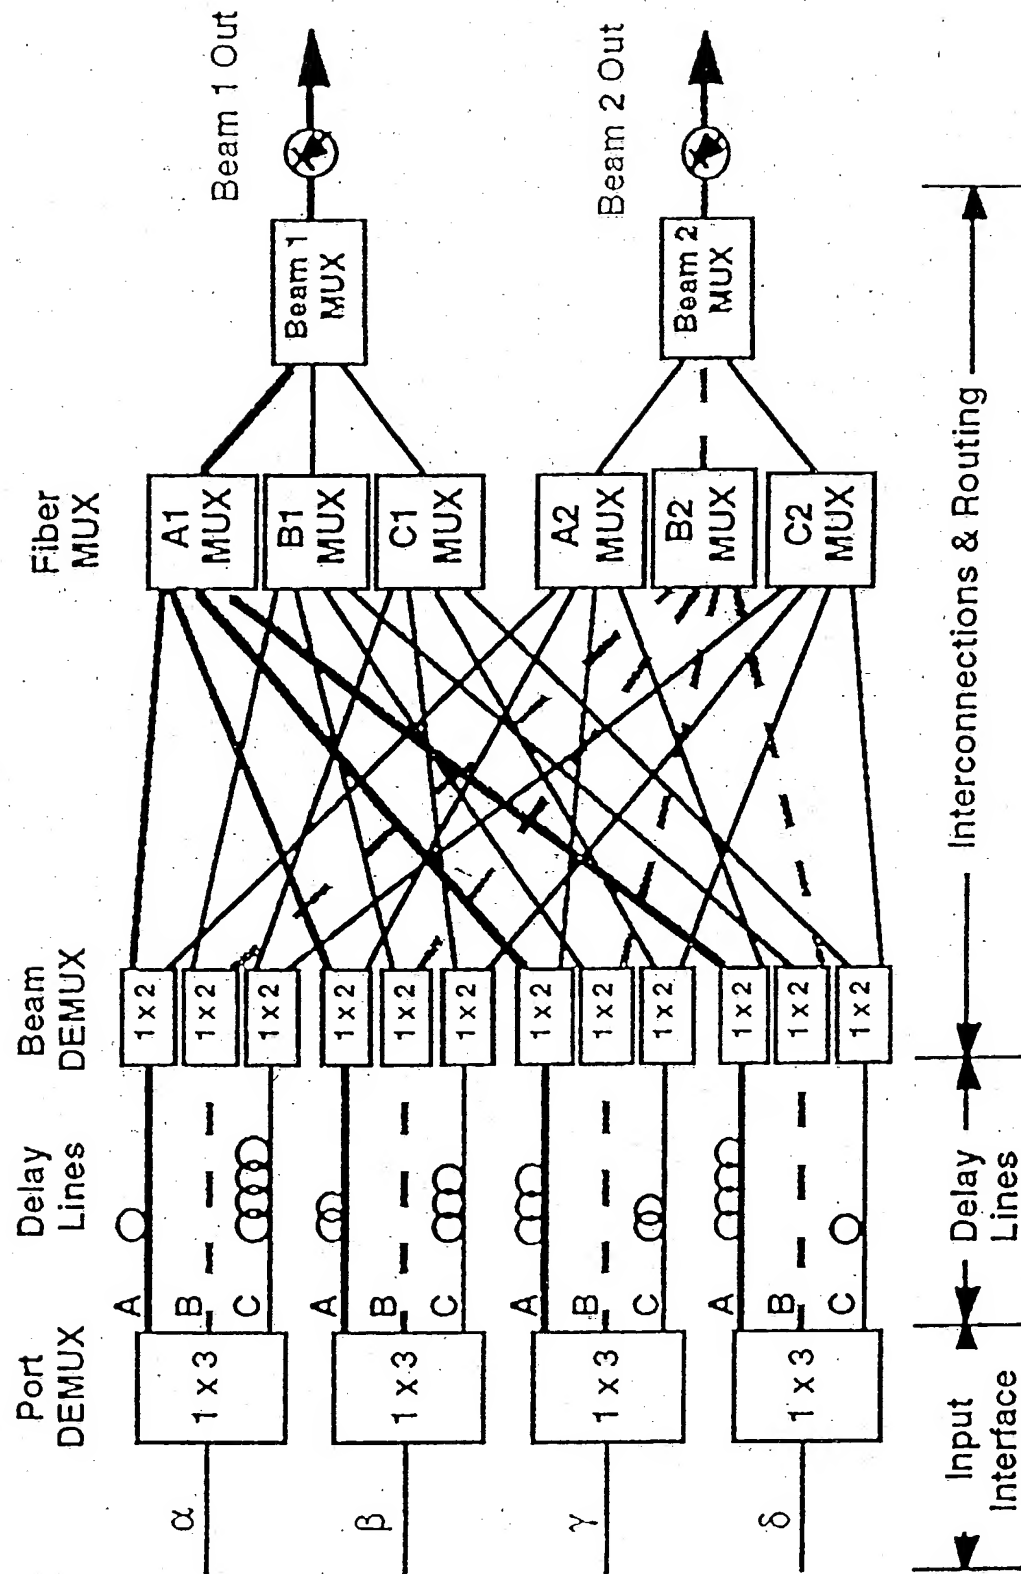 Port
DEMUX
Delay
Lines
Beam
DEMUX
Fiber
MUX
α
1 x 3
A
B
C
1 x 2
1 x 2
1 x 2
β
1 x 3
A
B
C
1 x 2
1 x 2
1 x 2
γ
1 x 3
A
B
C
1 x 2
1 x 2
1 x 2
δ
1 x 3
A
B
C
1 x 2
1 x 2
1 x 2
A1
MUX
B1
MUX
C1
MUX
A2
MUX
B2
MUX
C2
MUX
Beam 1
MUX
Beam 1 Out
Beam 2
MUX
Beam 2 Out
Input
Interface
Delay
Lines
Interconnections & Routing